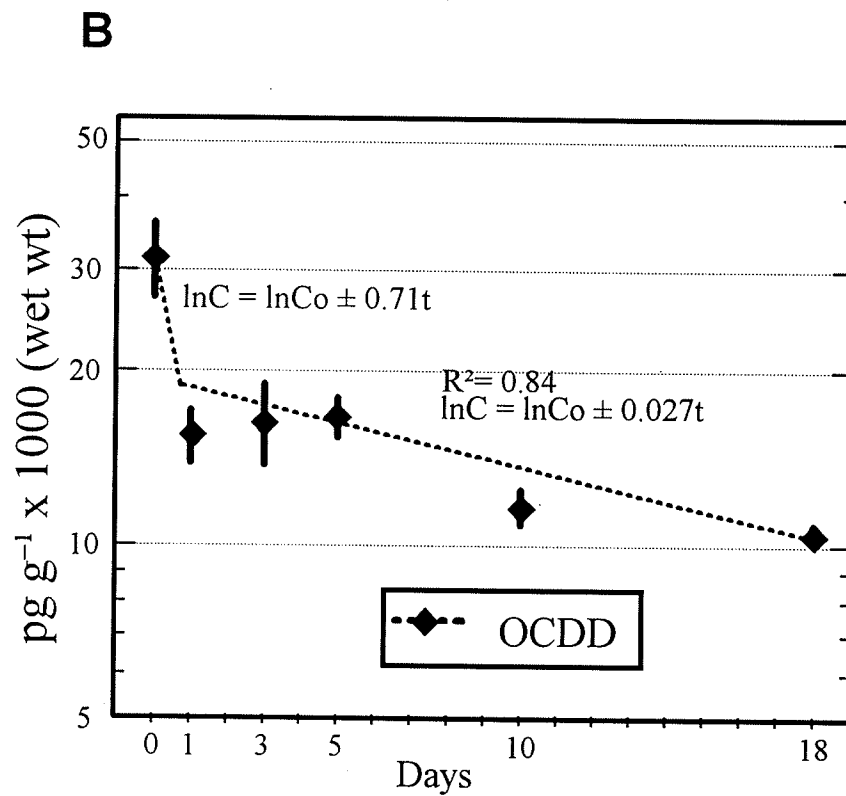 B
50
30
20
10
5
pg g⁻¹ x 1000 (wet wt)
lnC = lnCo ± 0.71t
R²= 0.84
lnC = lnCo ± 0.027t
OCDD
0 1 3 5 10 18
Days